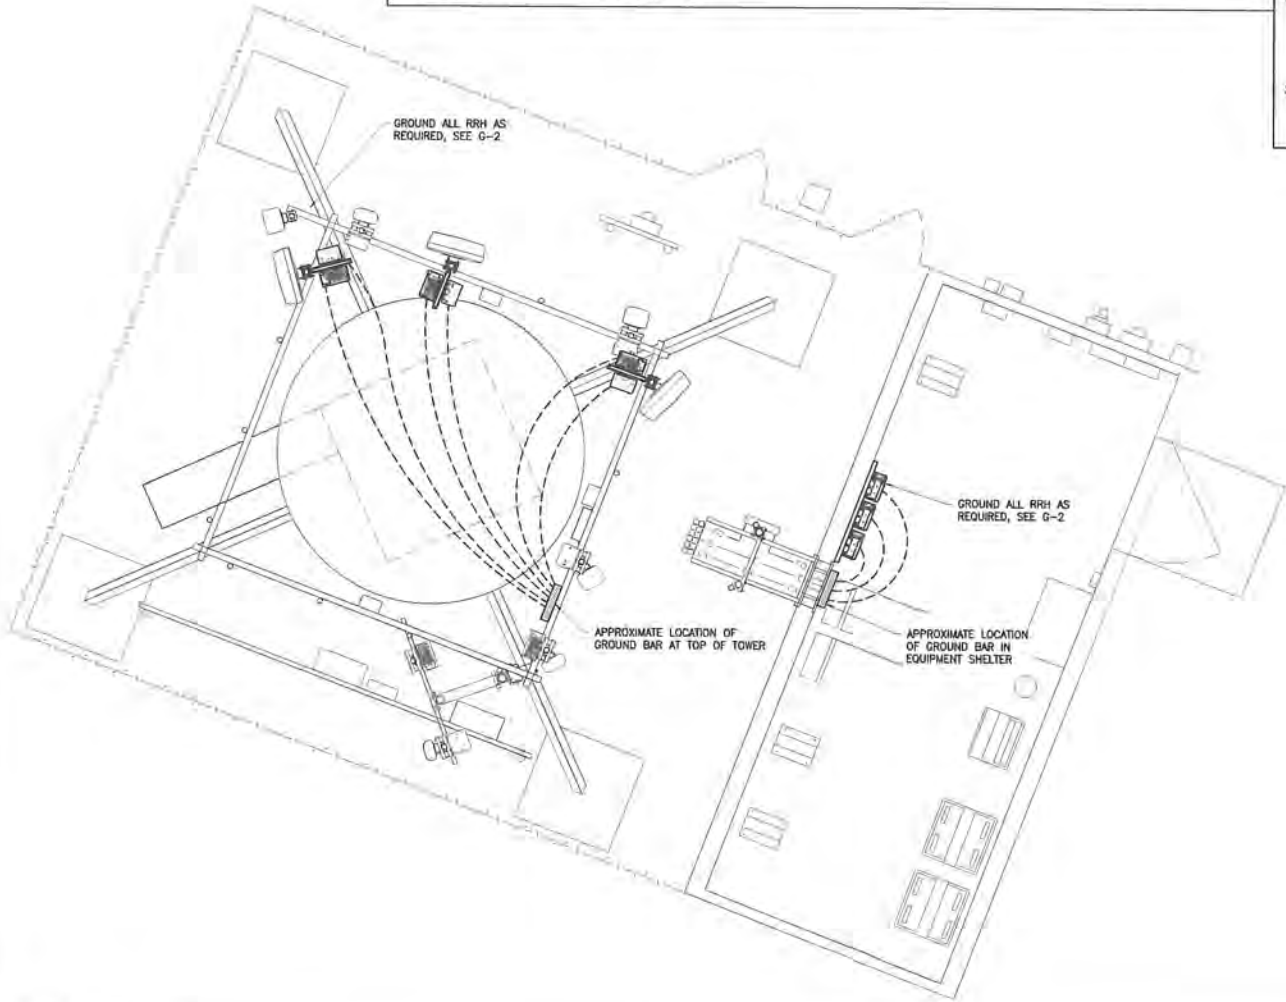 GROUND ALL RRH AS
REQUIRED, SEE G-2
GROUND ALL RRH AS
REQUIRED, SEE G-2
APPROXIMATE LOCATION OF
GROUND BAR AT TOP OF TOWER
APPROXIMATE LOCATION
OF GROUND BAR IN
EQUIPMENT SHELTER